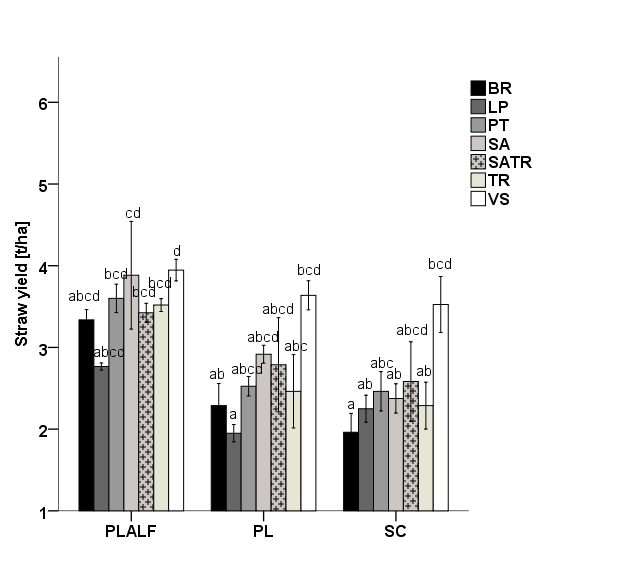 BR
LP
PT
SA
SATR
TR
VS
Straw yield [t/ha]
6
5
4
3
2
1
abcd
abcd
bcd
cd
bcd
bcd
d
ab
a
abcd
abcd
abcd
abc
bcd
a
ab
abc
ab
abcd
ab
bcd
PLALF PL SC